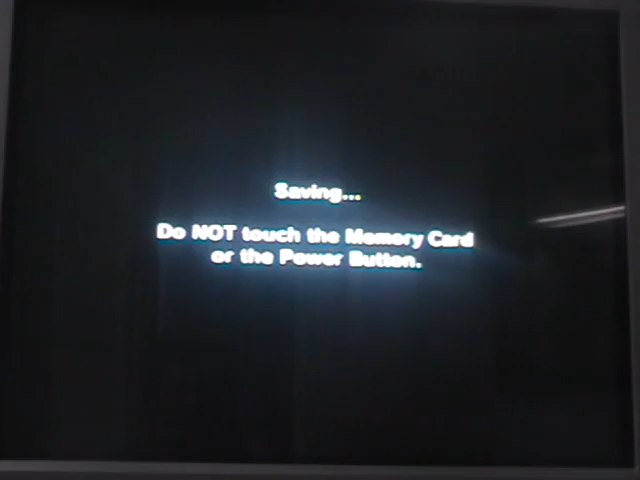 Saving...
Do NOT touch the Memory Card
or the Power Button.